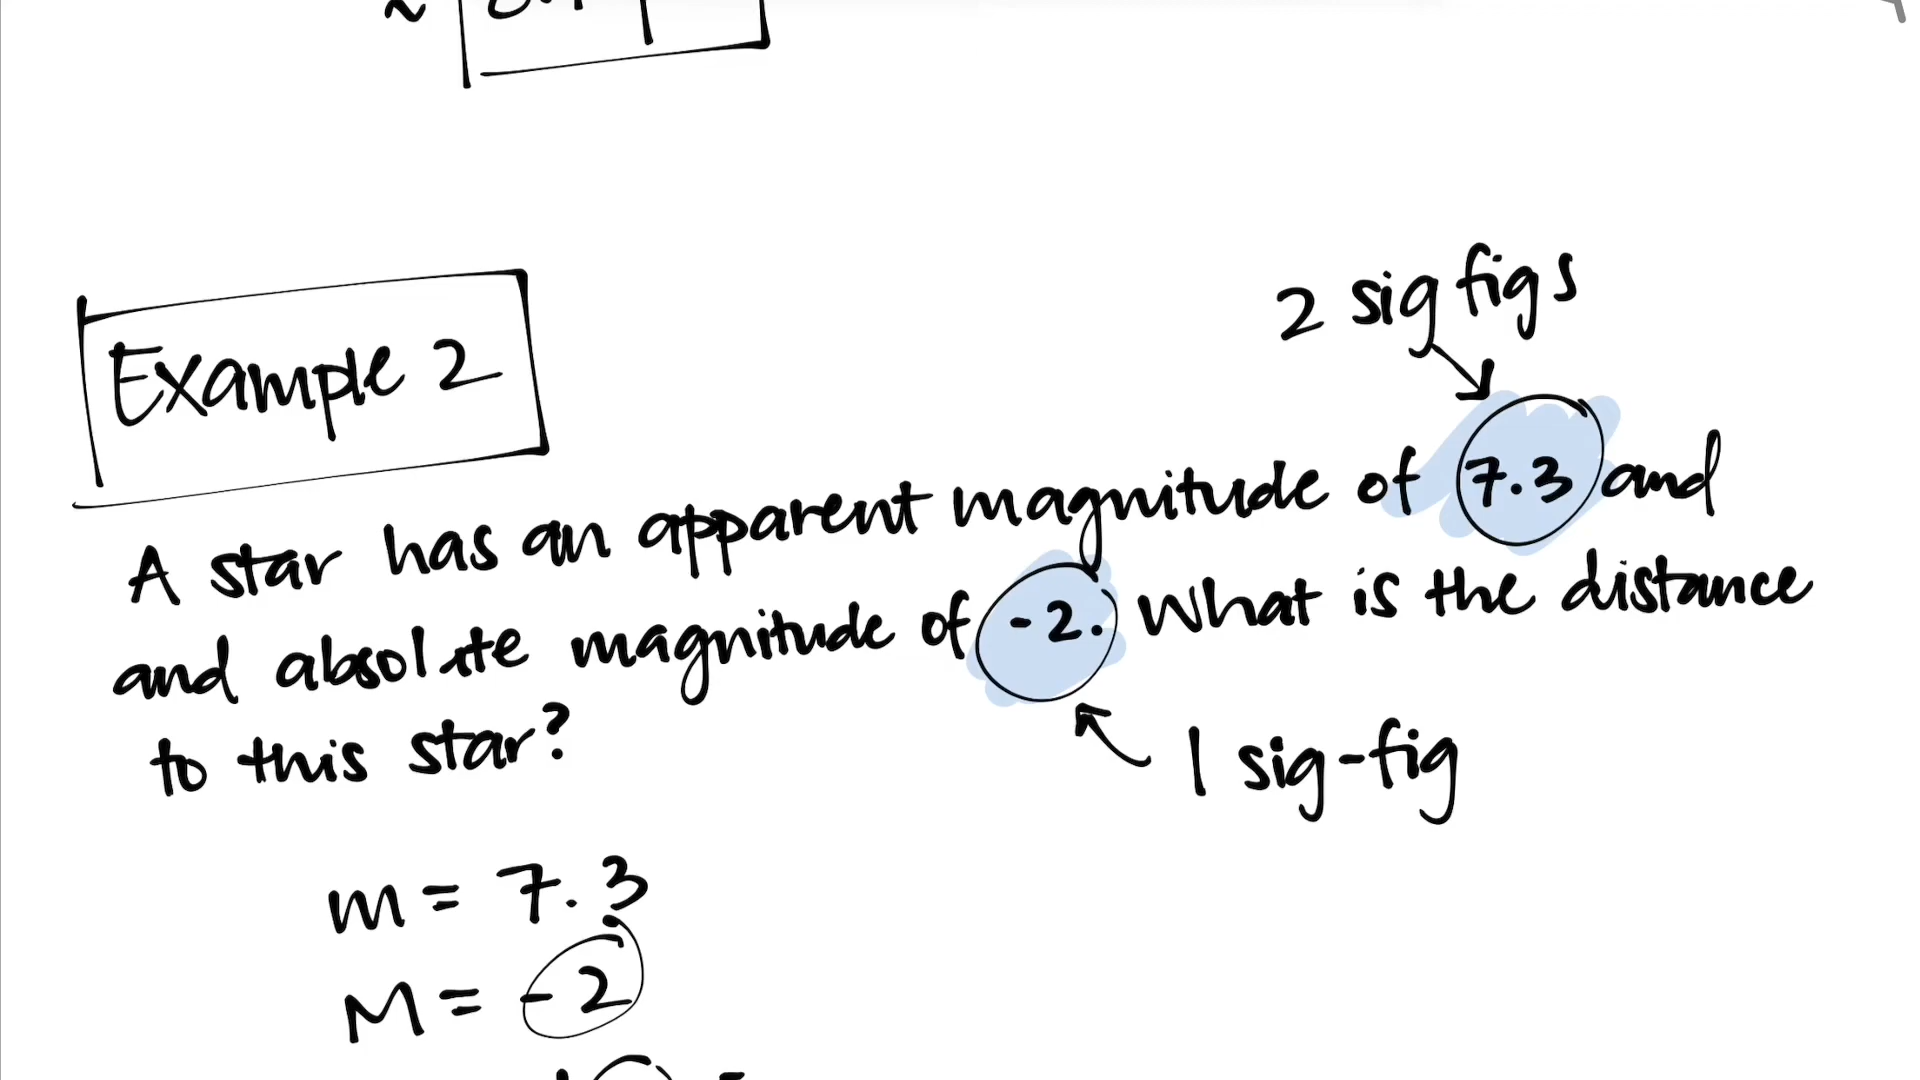 Example 2
2 sig figs
A star has an apparent magnitude of 7.3 and
and absolute magnitude of -2. What is the distance
to this star?
1 sig-fig
m = 7.3
M = -2